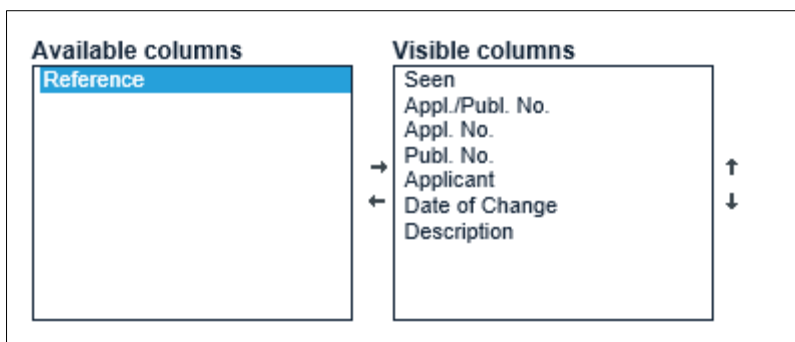 Available columns
Reference
Visible columns
Seen
Appl./Publ. No.
Appl. No.
Publ. No.
Applicant
Date of Change
Description